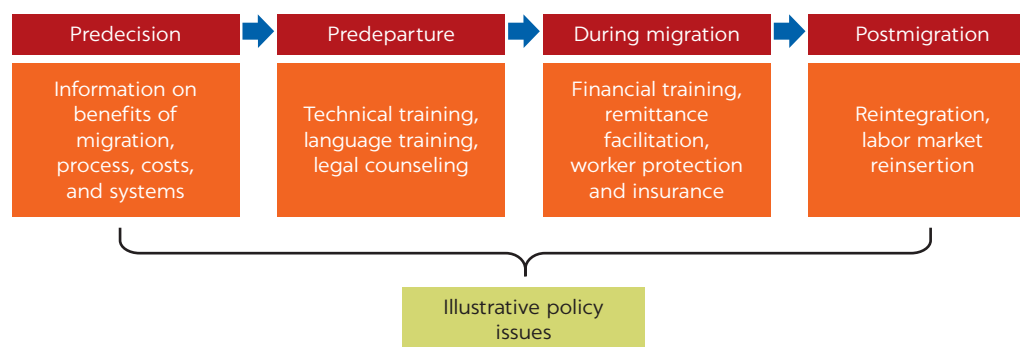 Predecision
Predeparture
During migration
Postmigration
Information on
benefits of
migration,
process, costs,
and systems
Technical training,
language training,
legal counseling
Financial training,
remittance
facilitation,
worker protection
and insurance
Reintegration,
labor market
reinsertion
Illustrative policy
issues